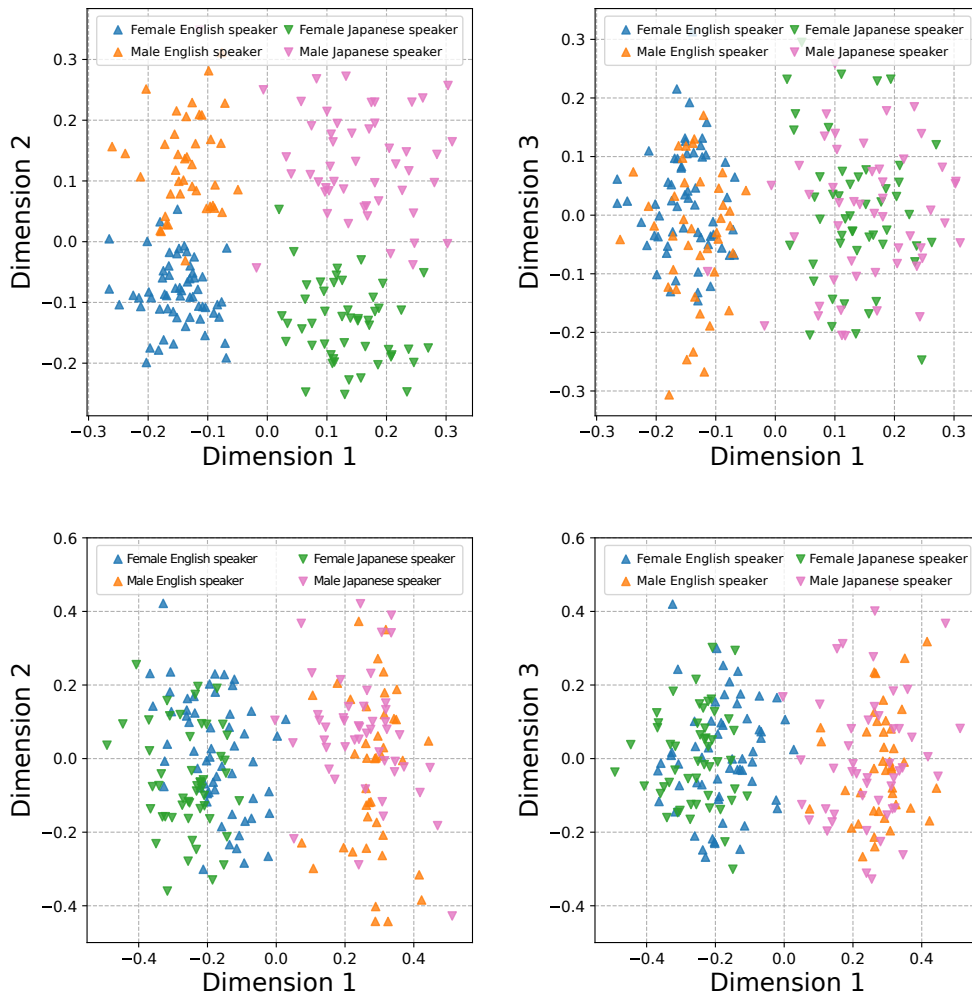 Female English speaker Female Japanese speaker
Male English speaker Male Japanese speaker
0.3
0.2
0.1
0.0
−0.1
−0.2
Dimension 2
−0.3 −0.2 −0.1 0.0 0.1 0.2 0.3
Dimension 1
Female English speaker Female Japanese speaker
Male English speaker Male Japanese speaker
0.3
0.2
0.1
0.0
−0.1
−0.2
−0.3
Dimension 3
−0.3 −0.2 −0.1 0.0 0.1 0.2 0.3
Dimension 1
Female English speaker Female Japanese speaker
Male English speaker Male Japanese speaker
0.6
0.4
0.2
0.0
−0.2
−0.4
Dimension 2
−0.4 −0.2 0.0 0.2 0.4
Dimension 1
Female English speaker Female Japanese speaker
Male English speaker Male Japanese speaker
0.6
0.4
0.2
0.0
−0.2
−0.4
Dimension 3
−0.4 −0.2 0.0 0.2 0.4
Dimension 1